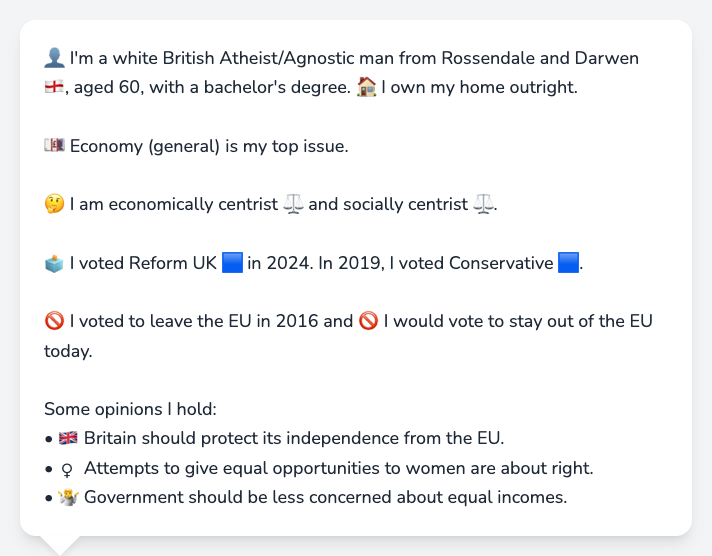 👤 I'm a white British Atheist/Agnostic man from Rossendale and Darwen
🏴󠁧󠁢󠁥󠁮󠁧󠁿, aged 60, with a bachelor's degree. 🏠 I own my home outright.
💷 Economy (general) is my top issue.
🤔 I am economically centrist ⚖️ and socially centrist ⚖️.
🗳️ I voted Reform UK 🟦 in 2024. In 2019, I voted Conservative 🟦.
🚫 I voted to leave the EU in 2016 and 🚫 I would vote to stay out of the EU
today.
Some opinions I hold:
• 🇬🇧 Britain should protect its independence from the EU.
• ♀ Attempts to give equal opportunities to women are about right.
• 🤷 Government should be less concerned about equal incomes.